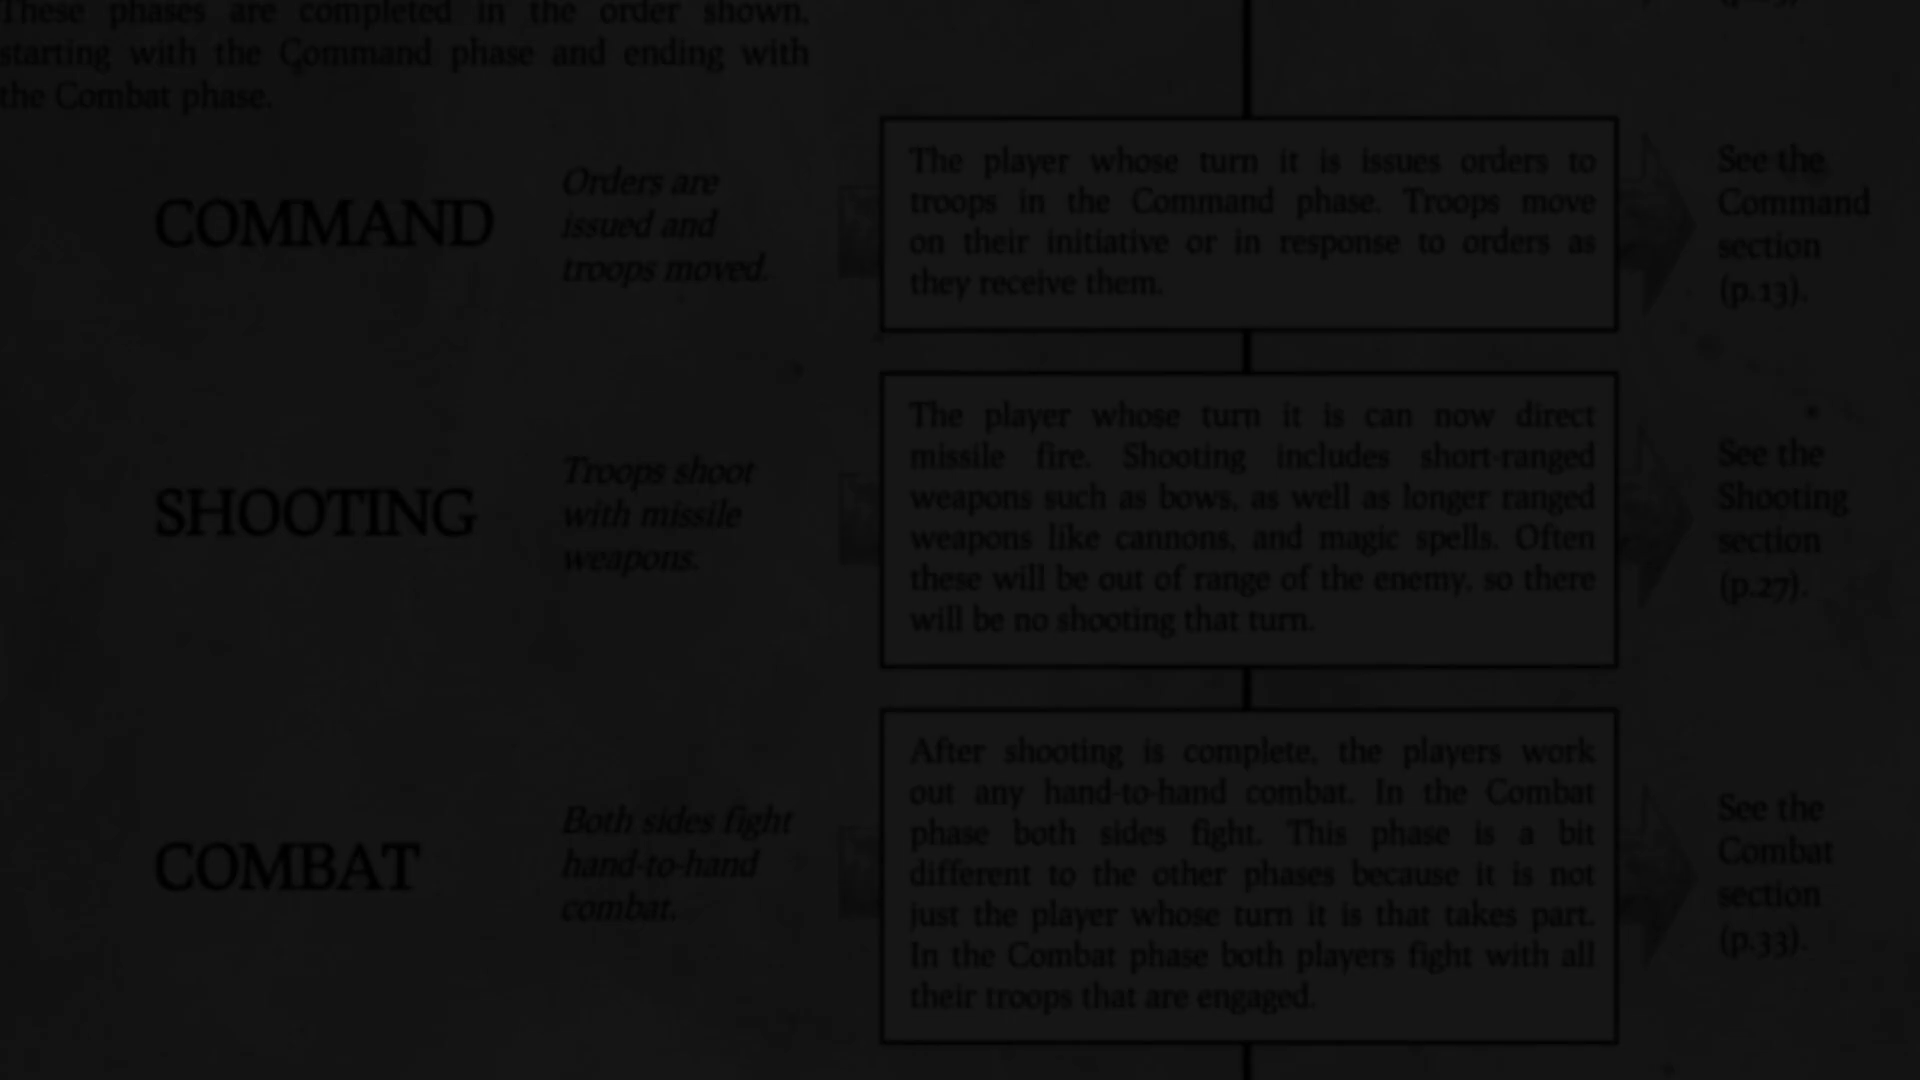 These phases are completed in the order shown,
starting with the Command phase and ending with
the Combat phase.
COMMAND
Orders are
issued and
troops moved.
The player whose turn it is issues orders to
troops in the Command phase. Troops move
on their initiative or in response to orders as
they receive them.
See the
Command
section
(p.13).
SHOOTING
Troops shoot
with missile
weapons.
The player whose turn it is can now direct
missile fire. Shooting includes short-ranged
weapons such as bows, as well as longer ranged
weapons like cannons, and magic spells. Often
these will be out of range of the enemy, so there
will be no shooting that turn.
See the
Shooting
section
(p.27).
COMBAT
Both sides fight
hand-to-hand
combat.
After shooting is complete, the players work
out any hand-to-hand combat. In the Combat
phase both sides fight. This phase is a bit
different to the other phases because it is not
just the player whose turn it is that takes part.
In the Combat phase both players fight with all
their troops that are engaged.
See the
Combat
section
(p.33).